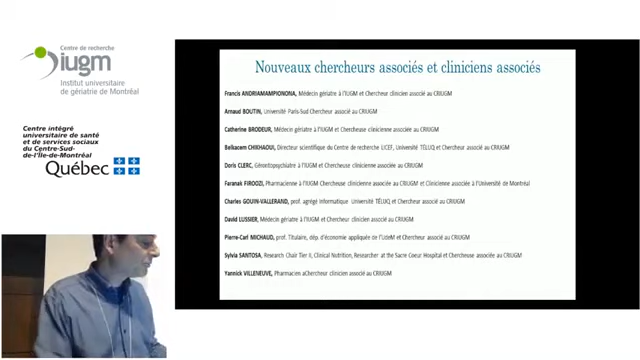 Centre de recherche
iugm
Institut universitaire
de gériatrie de Montréal
Centre intégré
universitaire de santé
et de services sociaux
du Centre-Sud-
de-l'Île-de-Montréal
Québec
Nouveaux chercheurs associés et cliniciens associés
Francis ANDRIAMAMPIONONA, Médecin gériatre à l'IUGM et Chercheur clinicien associé au CRIUGM
Arnaud BOUTIN, Université Paris-Sud Chercheur associé au CRIUGM
Catherine BRODEUR, Médecin gériatre à l'IUGM et Chercheuse clinicienne associée au CRIUGM
Belkacem CHIKHAOUI, Directeur scientifique du Centre de recherche LICEF, Université TÉLUQ et Chercheur associé au CRIUGM
Doris CLERC, Gérontopsychiatre à l'IUGM et Chercheuse clinicienne associée au CRIUGM
Faranak FIROOZI, Pharmacienne à l'IUGM Chercheuse clinicienne associée au CRIUGM et Clinicienne associée à l'Université de Montréal
Charles GOUIN-VALLERAND, prof. agrégé informatique Université TÉLUQ et Chercheur associé au CRIUGM
David LUSSIER, Médecin gériatre à l'IUGM et Chercheur clinicien associé au CRIUGM
Pierre-Carl MICHAUD, prof. Titulaire, dép. d'économie appliquée de l'UdeM et Chercheur associé au CRIUGM
Sylvia SANTOSA, Research Chair Tier II, Clinical Nutrition, Researcher at the Sacre Coeur Hospital et Chercheuse associée au CRIUGM
Yannick VILLENEUVE, Pharmacien aChercheur clinicien associé au CRIUGM